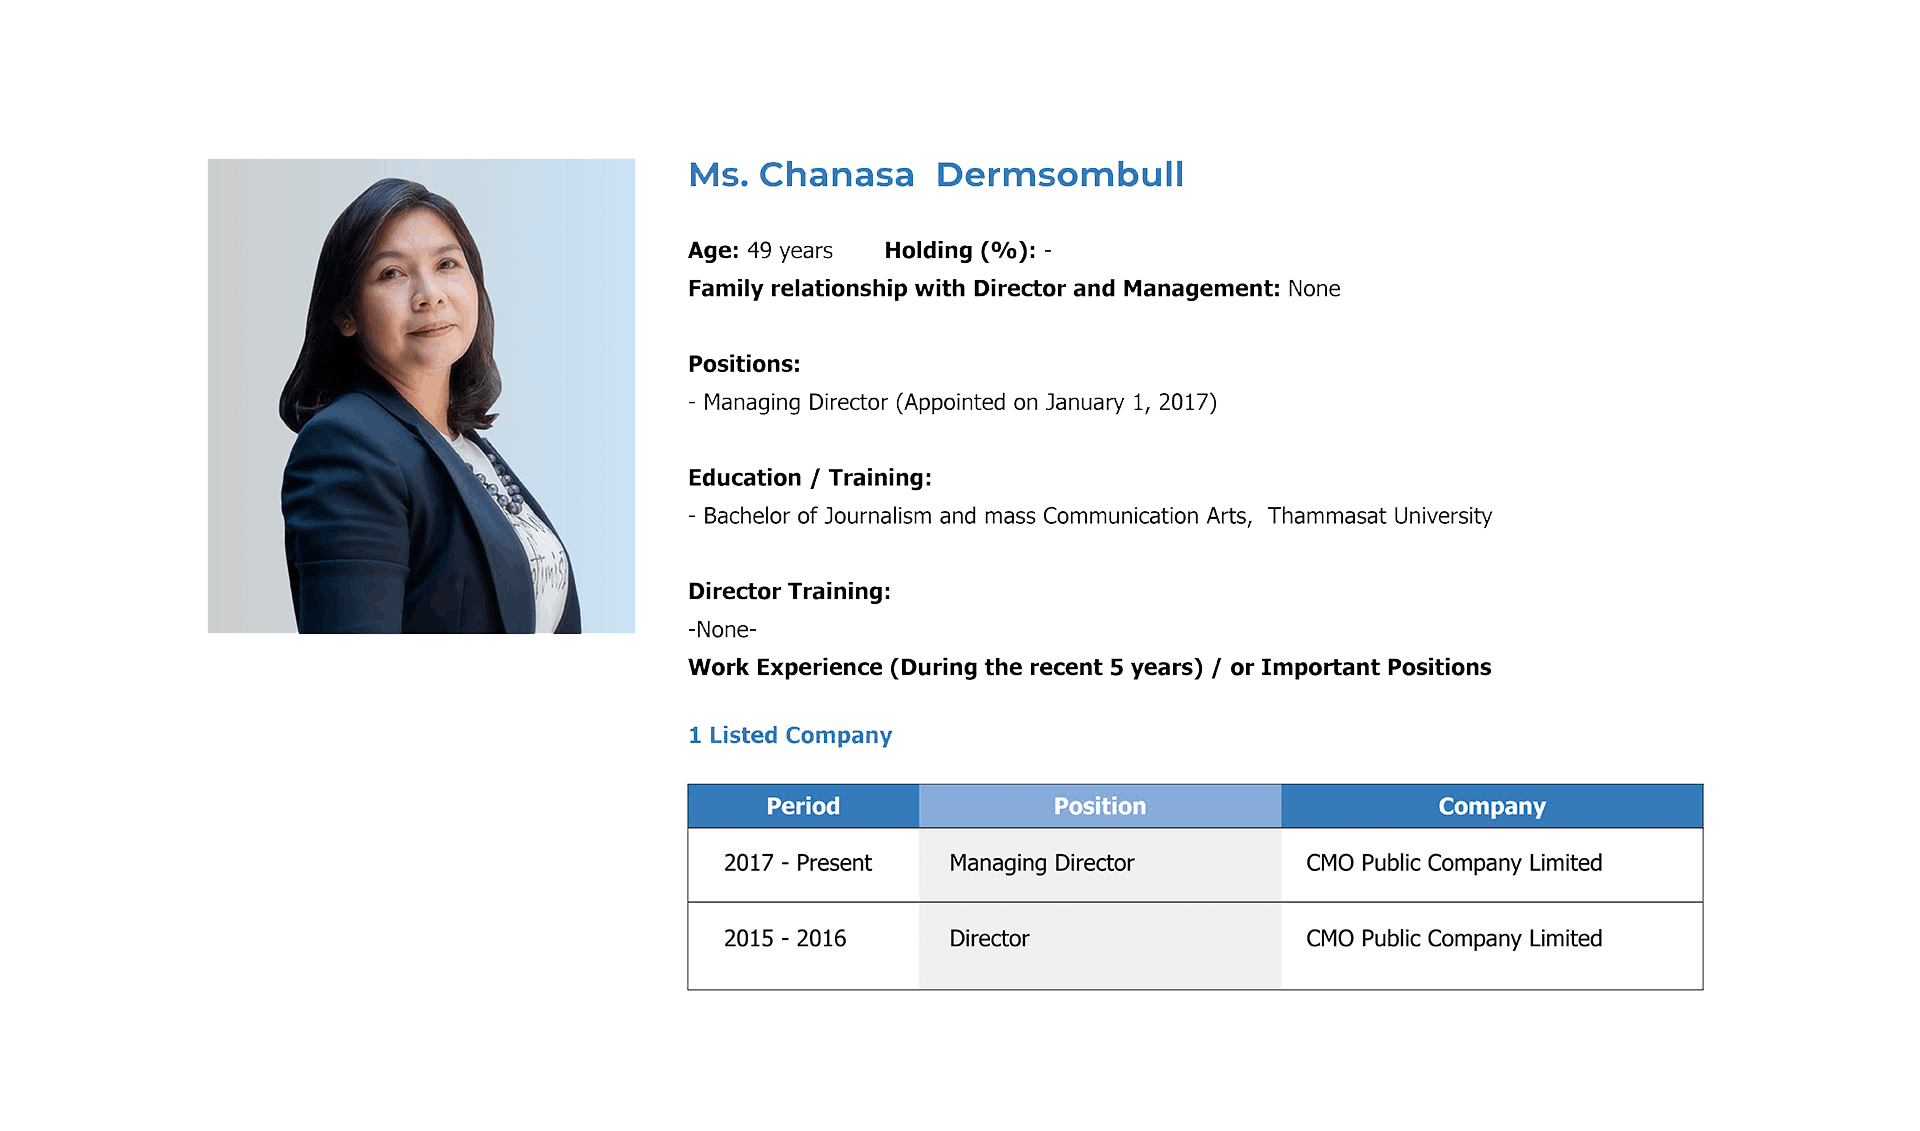 Ms. Chanasa Dermsombull
Age: 49 years Holding (%): -
Family relationship with Director and Management: None
Positions:
- Managing Director (Appointed on January 1, 2017)
Education / Training:
- Bachelor of Journalism and mass Communication Arts, Thammasat University
Director Training:
-None-
Work Experience (During the recent 5 years) / or Important Positions
1 Listed Company
Period Position Company
2017 - Present Managing Director CMO Public Company Limited
2015 - 2016 Director CMO Public Company Limited